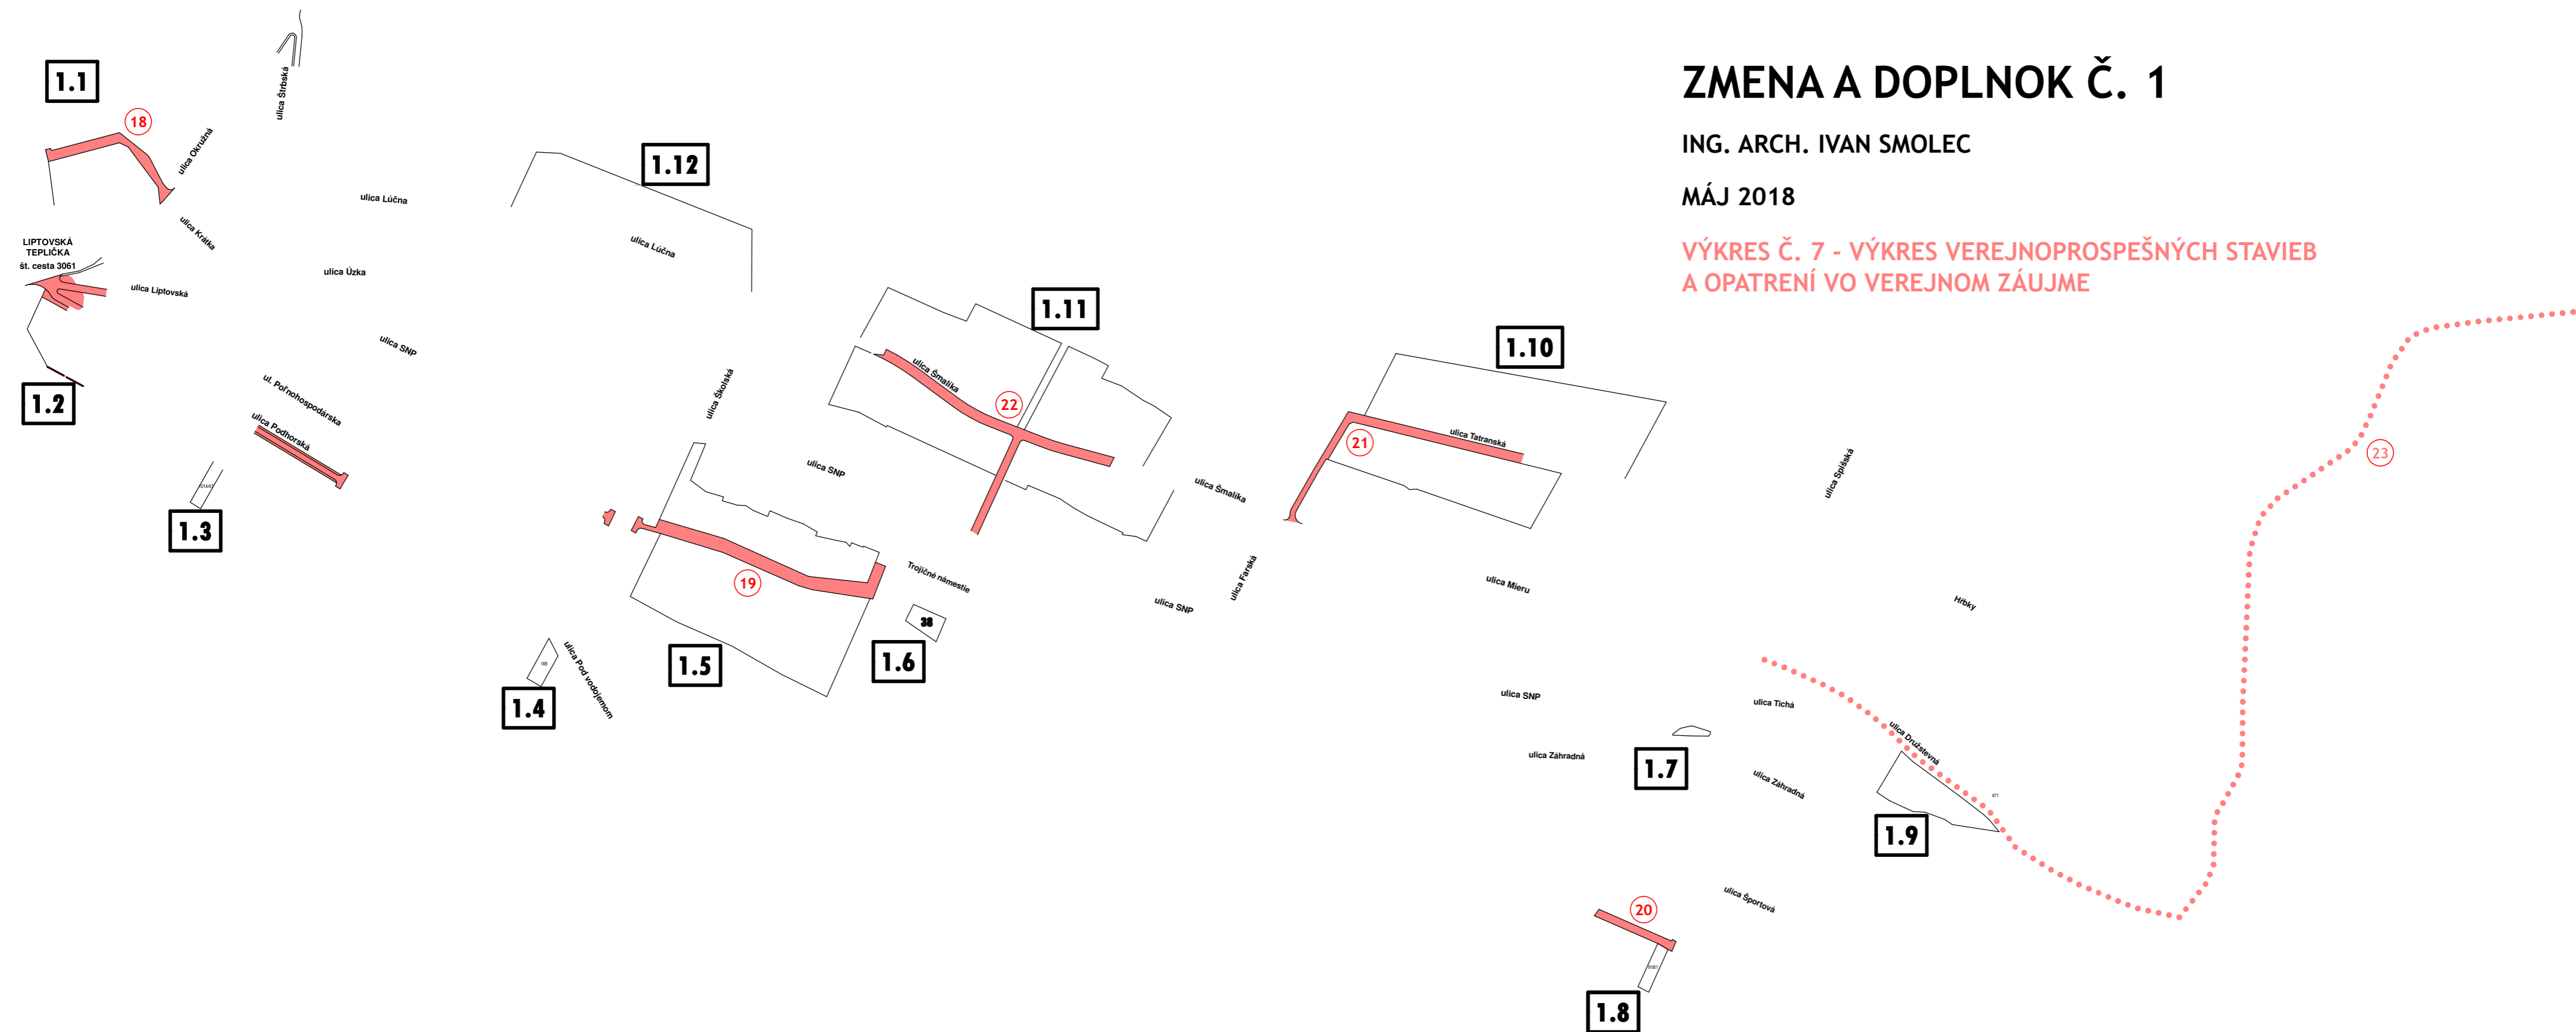 ZMENA A DOPLNOK Č. 1
ING. ARCH. IVAN SMOLEC
MÁJ 2018
VÝKRES Č. 7 - VÝKRES VEREJNOPROSPEŠNÝCH STAVIEB
A OPATRENÍ VO VEREJNOM ZÁUJME
1.1
18
ulica Okružná
ulica Štrbská
ulica Krátka
ulica Lúčna
LIPTOVSKÁ
TEPLIČKA
št. cesta 3061
ulica Liptovská
ulica Úzka
1.2
ulica SNP
ul. Poľnohospodárska
ulica Podhorská
1.3
1.12
ulica Lúčna
ulica Školská
1.11
ulica Šmalíka
22
ulica SNP
19
1.5
Trojičné námestie
38
1.6
188
1.4
ulica Pod vodojemom
ulica Šmalíka
ulica Farská
ulica SNP
1.10
21
ulica Tatranská
ulica Mieru
ulica Spišská
23
Hŕbky
ulica SNP
ulica Tichá
ulica Záhradná
1.7
ulica Záhradná
ulica Družstevná
471
1.9
ulica Športová
20
1.8